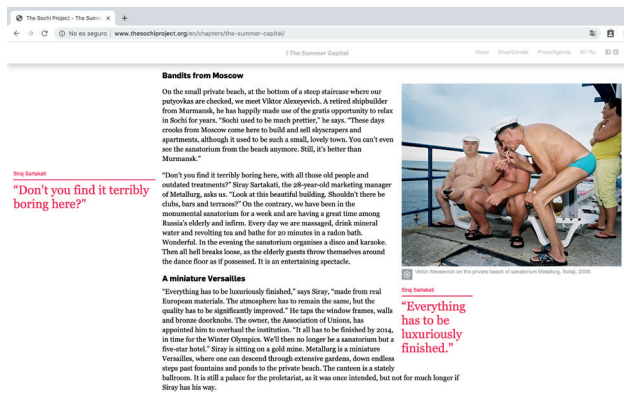 The Sochi Project - The Summ
No es seguro | www.thesochiproject.org/en/chapters/the-summer-capital/
I The Summer Capital
About Shop/Donate Press/Agenda Nl / Ru
Bandits from Moscow
On the small private beach, at the bottom of a steep staircase where our
putyovkas are checked, we meet Viktor Alexeyevich. A retired shipbuilder
from Murmansk, he has happily made use of the gratis opportunity to relax
in Sochi for years. “Sochi used to be much prettier,” he says. “These days
crooks from Moscow come here to build and sell skyscrapers and
apartments, although it used to be such a small, lovely town. You can’t even
see the sanatorium from the beach anymore. Still, it’s better than
Murmansk.”
Siraj Sartakati
“Don’t you find it terribly
boring here?”
“Don’t you find it terribly boring here, with all those old people and
outdated treatments?” Siray Sartakati, the 28-year-old marketing manager
of Metallurg, asks us. “Look at this beautiful building. Shouldn’t there be
clubs, bars and terraces?” On the contrary, we have been in the
monumental sanatorium for a week and are having a great time among
Russia’s elderly and infirm. Every day we are massaged, drink mineral
water and revolting tea and bathe for 20 minutes in a radon bath.
Wonderful. In the evening the sanatorium organises a disco and karaoke.
Then all hell breaks loose, as the elderly guests throw themselves around
the dance floor as if possessed. It is an entertaining spectacle.
Viktor Alexeevich on the private beach of sanatorium Metallurg, Sotsji, 2009.
A miniature Versailles
“Everything has to be luxuriously finished,” says Siray, “made from real
European materials. The atmosphere has to remain the same, but the
quality has to be significantly improved.” He taps the window frames, walls
and bronze doorknobs. The owner, the Association of Unions, has
appointed him to overhaul the institution. “It all has to be finished by 2014,
in time for the Winter Olympics. We’ll then no longer be a sanatorium but a
five-star hotel.” Siray is sitting on a gold mine. Metallurg is a miniature
Versailles, where one can descend through extensive gardens, down endless
steps past fountains and ponds to the private beach. The canteen is a stately
ballroom. It is still a palace for the proletariat, as it was once intended, but not for much longer if
Siray has his way.
Siraj Sartakati
“Everything
has to be
luxuriously
finished.”